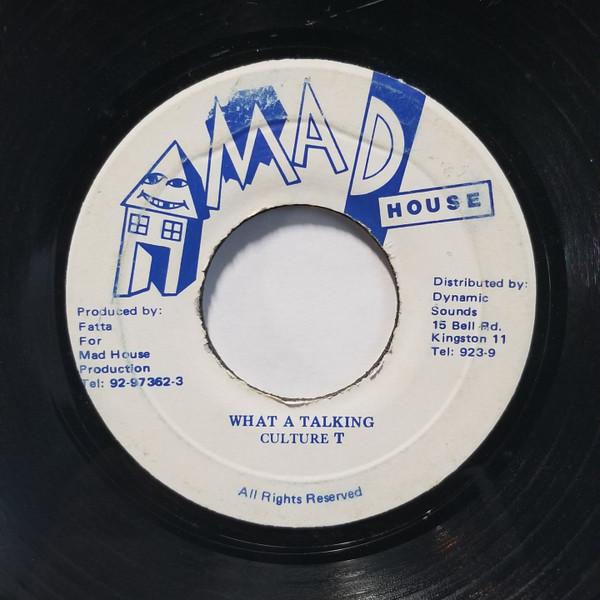 MAD
HOUSE
Produced by:
Fatta
For
Mad House
Production
Tel: 92-97362-3
Distributed by:
Dynamic
Sounds
15 Bell Rd.
Kingston 11
Tel: 923-9
WHAT A TALKING
CULTURE T
All Rights Reserved